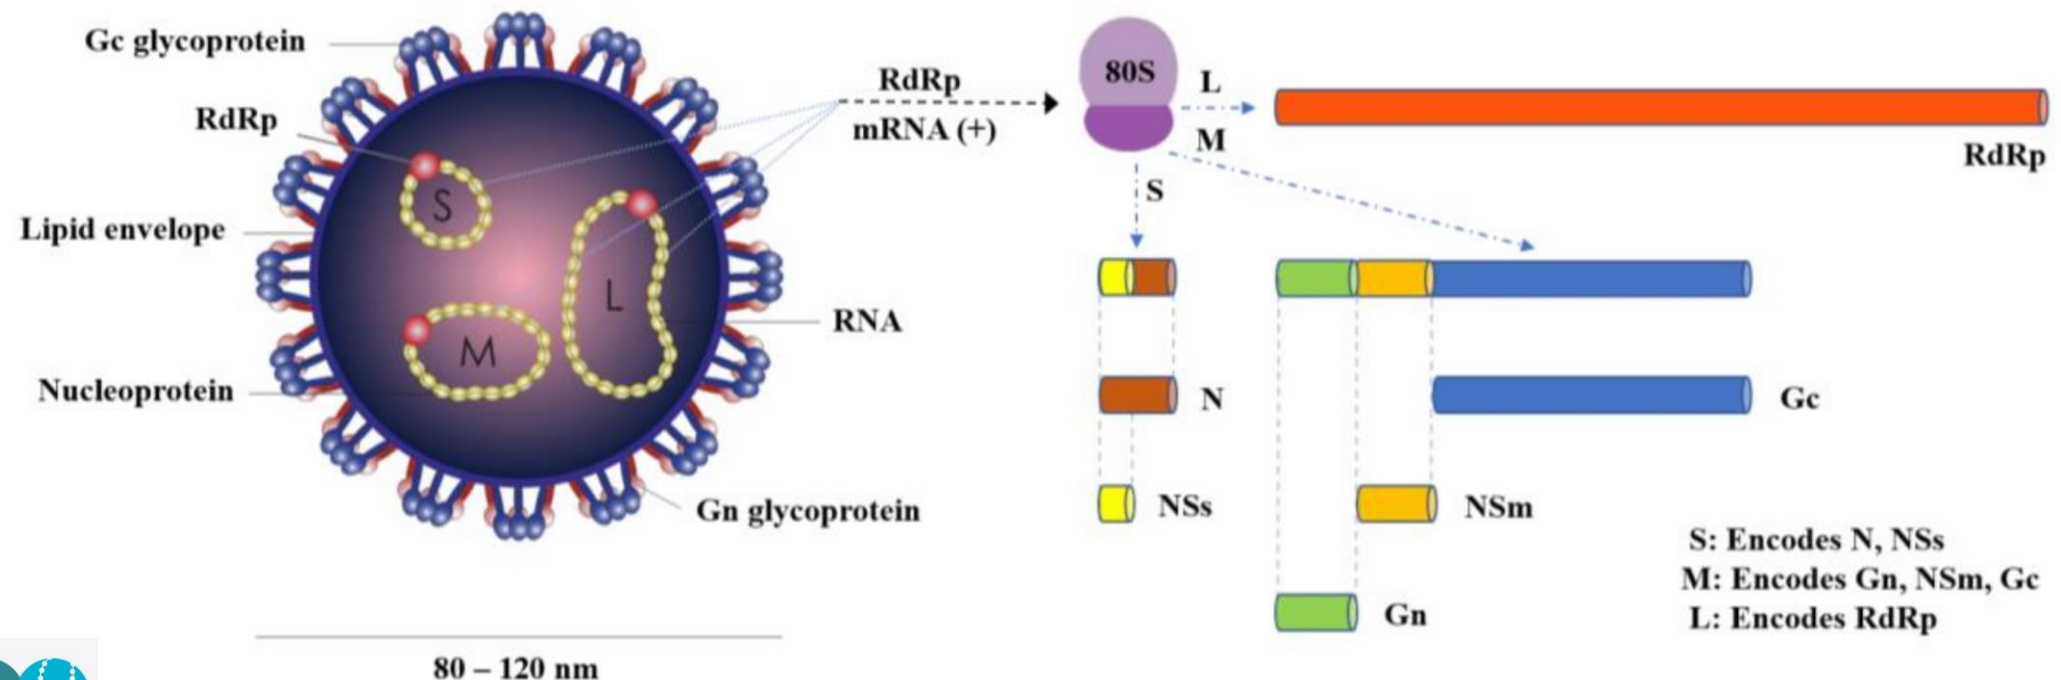 Gc glycoprotein
RdRp
Lipid envelope
Nucleoprotein
S
M
L
RNA
Gn glycoprotein
80 – 120 nm
RdRp
mRNA (+)
80S
L
M
RdRp
S
N
Gc
NSs
NSm
Gn
S: Encodes N, NSs
M: Encodes Gn, NSm, Gc
L: Encodes RdRp